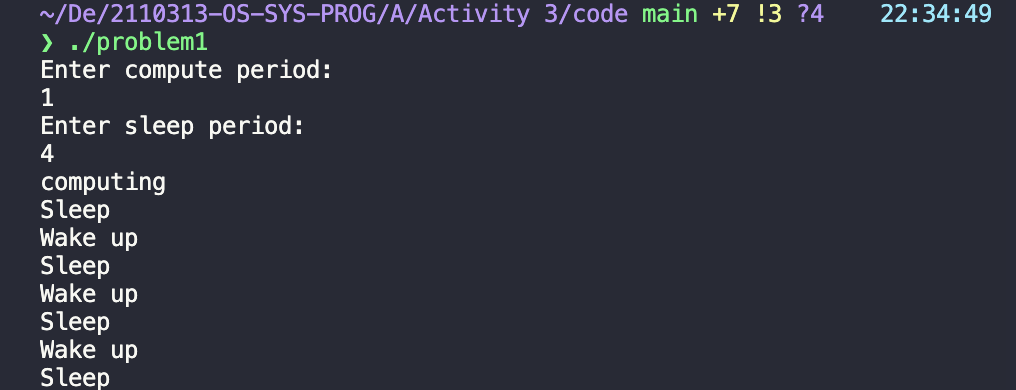 ~/De/2110313-OS-SYS-PROG/A/Activity 3/code main +7 !3 ?4 22:34:49
❯ ./problem1
Enter compute period:
1
Enter sleep period:
4
computing
Sleep
Wake up
Sleep
Wake up
Sleep
Wake up
Sleep